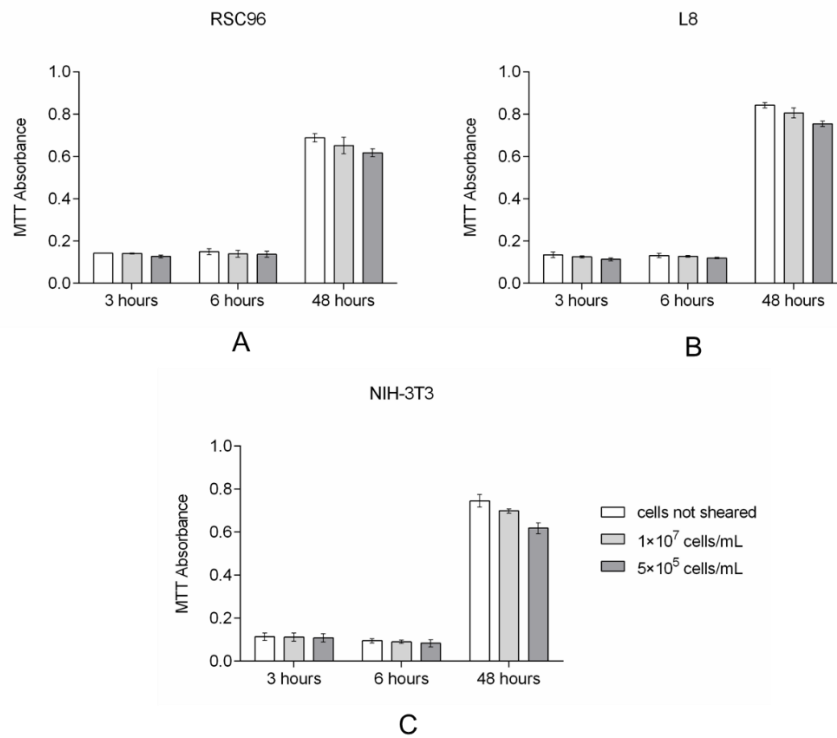 RSC96
1.0
0.8
0.6
0.4
0.2
0.0
MTT Absorbance
3 hours
6 hours
48 hours
A
L8
1.0
0.8
0.6
0.4
0.2
0.0
MTT Absorbance
3 hours
6 hours
48 hours
B
NIH-3T3
1.0
0.8
0.6
0.4
0.2
0.0
MTT Absorbance
3 hours
6 hours
48 hours
cells not sheared
1×10⁷ cells/mL
5×10⁵ cells/mL
C